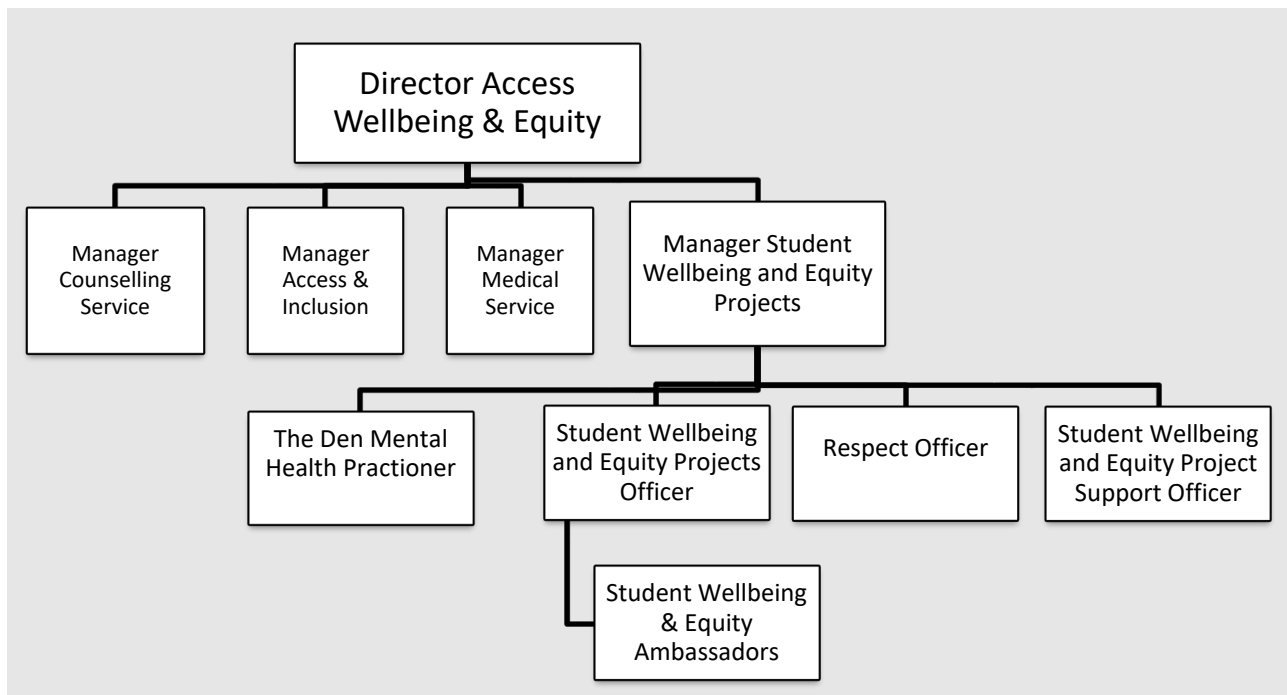 Director Access
Wellbeing & Equity
Manager
Counselling
Service
Manager
Access &
Inclusion
Manager
Medical
Service
Manager Student
Wellbeing and Equity
Projects
The Den Mental
Health Practioner
Student Wellbeing
and Equity Projects
Officer
Respect Officer
Student Wellbeing
and Equity Project
Support Officer
Student Wellbeing
& Equity
Ambassadors